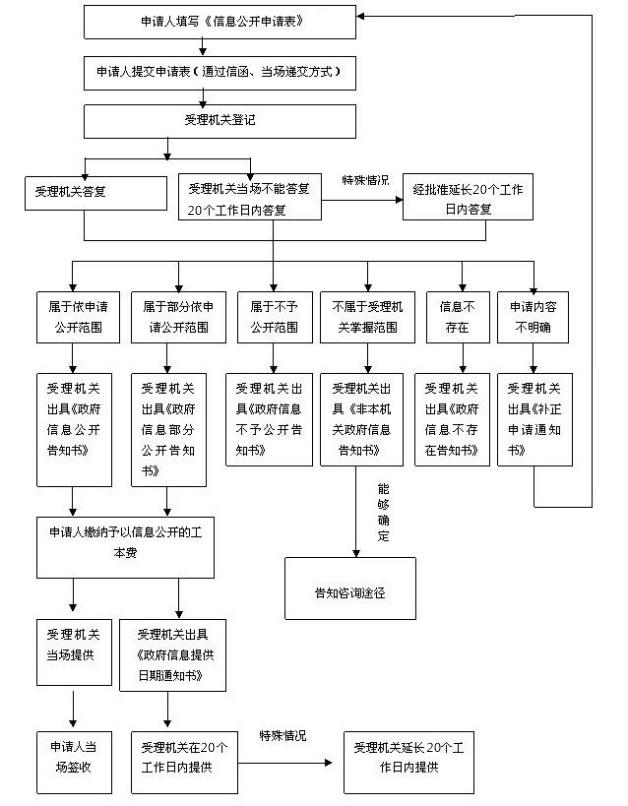 申请人填写《信息公开申请表》
申请人提交申请表（通过信函、当场递交方式）
受理机关登记
受理机关答复
受理机关当场不能答复
20个工作日内答复
特殊情况
经批准延长20个工作
日内答复
属于依申请
公开范围
属于部分依申
请公开范围
属于不予
公开范围
不属于受理机
关掌握范围
信息不
存在
申请内容
不明确
受理机关
出具《政府
信息公开
告知书》
受理机关
出具《政府
信息部分
公开告知
书》
受理机关出
具《政府信息
不予公开告
知书》
受理机关出
具《非本机
关政府信息
告知书》
受理机关
出具《政府
信息不存
在告知书》
受理机关
出具《补正
申请通知
书》
能
够
确
定
申请人缴纳予以信息公开的工
本费
告知咨询途径
受理机关
当场提供
受理机关出具
《政府信息提供
日期通知书》
申请人当
场签收
受理机关在20个
工作日内提供
特殊情况
受理机关延长20个工
作日内提供